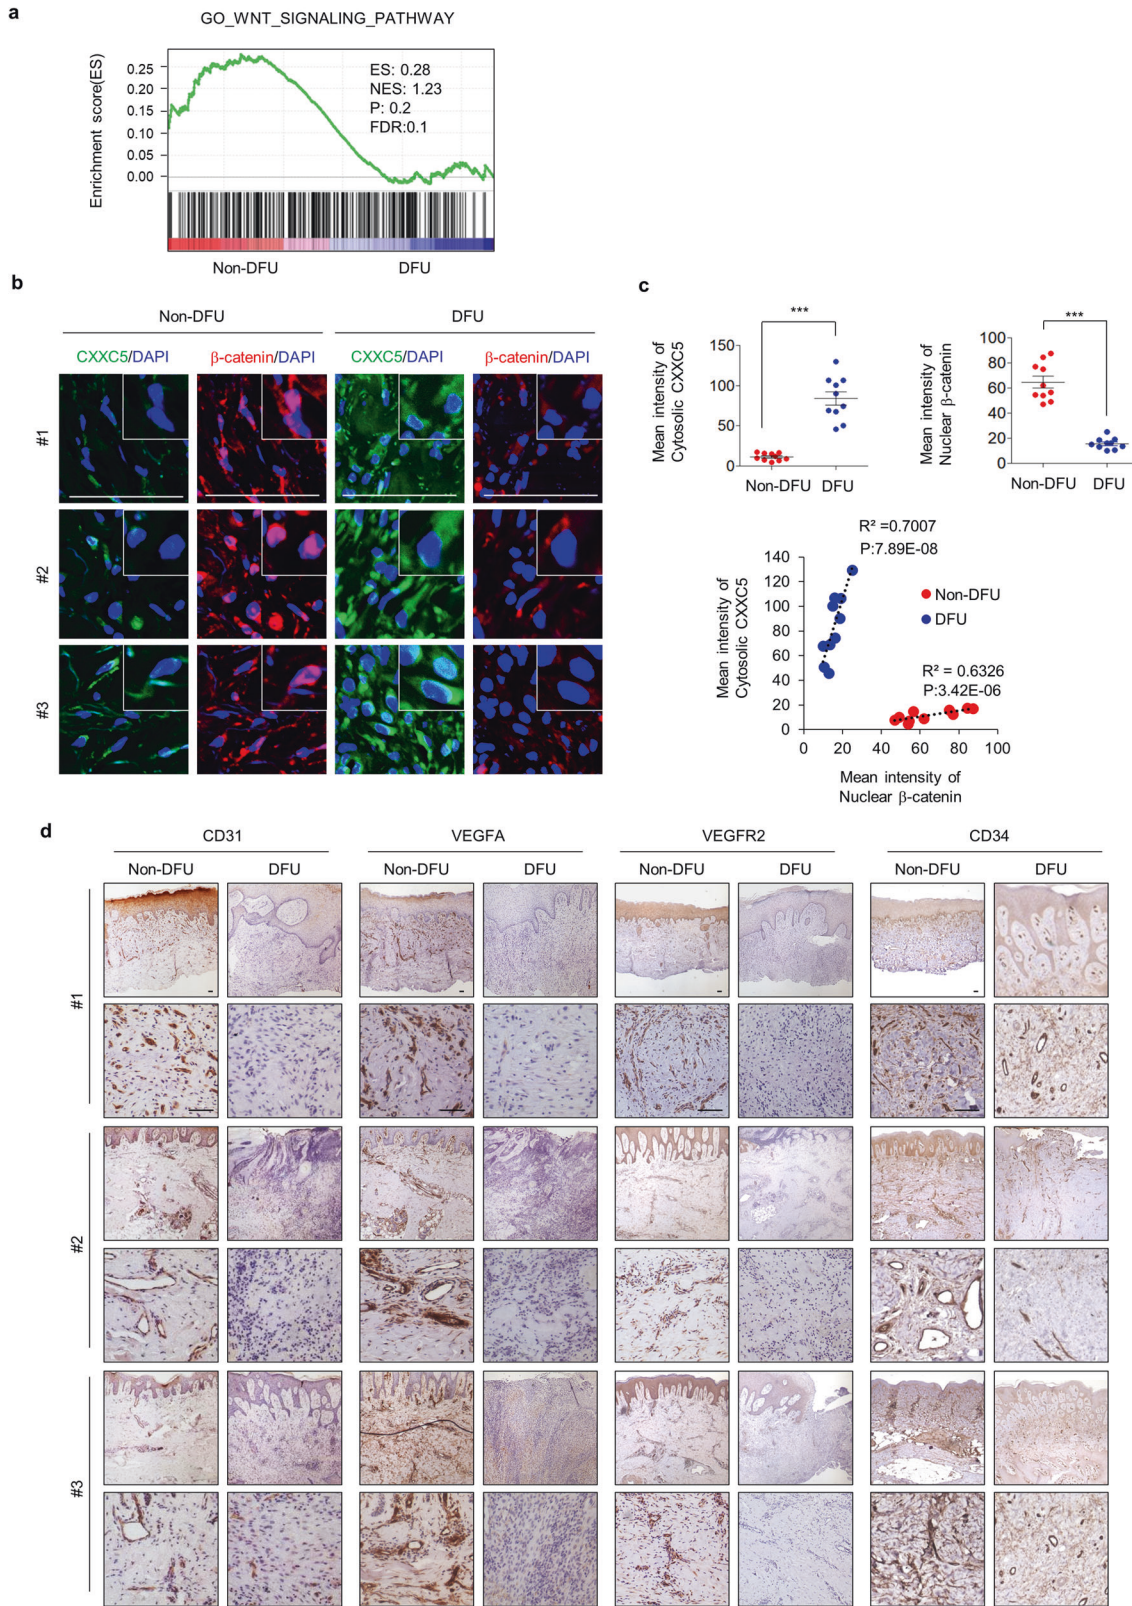 a
GO_WNT_SIGNALING_PATHWAY
Enrichment score(ES)
0.25
0.20
0.15
0.10
0.05
0.00
ES: 0.28
NES: 1.23
P: 0.2
FDR:0.1
Non-DFU DFU
b
Non-DFU DFU
CXXC5/DAPI β-catenin/DAPI CXXC5/DAPI β-catenin/DAPI
#1
#2
#3
c
Mean intensity of
Cytosolic CXXC5
150
100
50
0
***
Non-DFU DFU
Mean intensity of
Nuclear β-catenin
100
80
60
40
20
0
***
Non-DFU DFU
R² =0.7007
P:7.89E-08
Mean intensity of
Cytosolic CXXC5
140
120
100
80
60
40
20
0
Non-DFU
DFU
R² = 0.6326
P:3.42E-06
0 20 40 60 80 100
Mean intensity of
Nuclear β-catenin
d
CD31 VEGFA VEGFR2 CD34
Non-DFU DFU Non-DFU DFU Non-DFU DFU Non-DFU DFU
#1
#2
#3